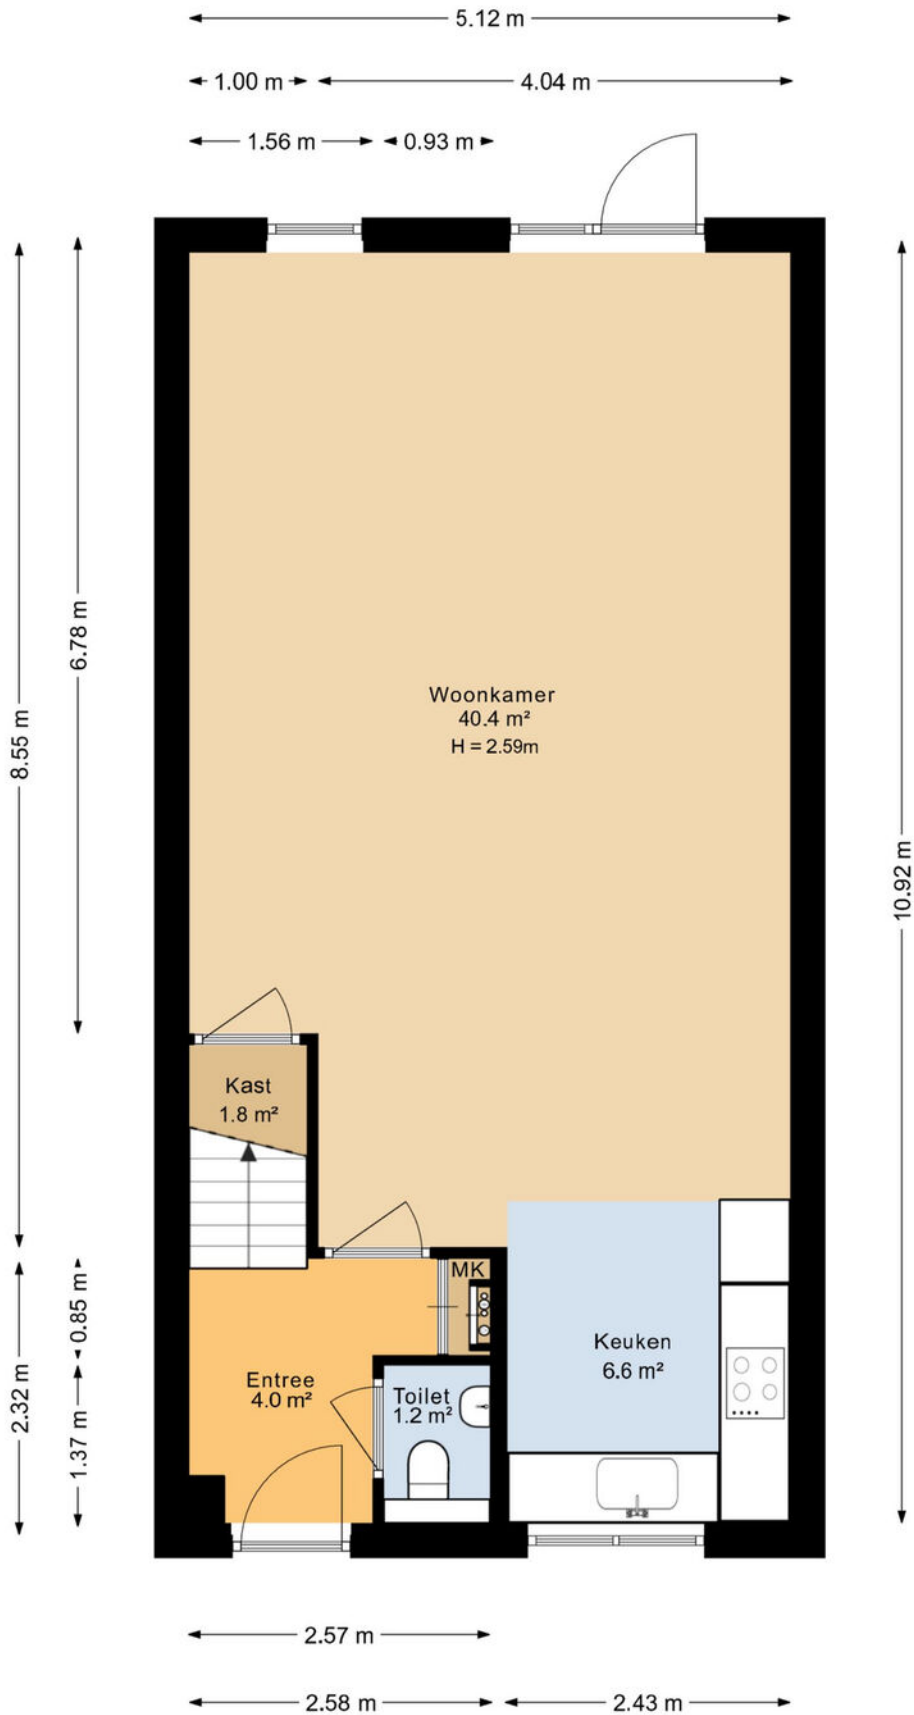 5.12 m
1.00 m
4.04 m
1.56 m
0.93 m
8.55 m
6.78 m
10.92 m
Woonkamer
40.4 m²
H = 2.59m
Kast
1.8 m²
MK
0.85 m
2.32 m
1.37 m
Keuken
6.6 m²
Entree
4.0 m²
Toilet
1.2 m²
2.57 m
2.58 m
2.43 m